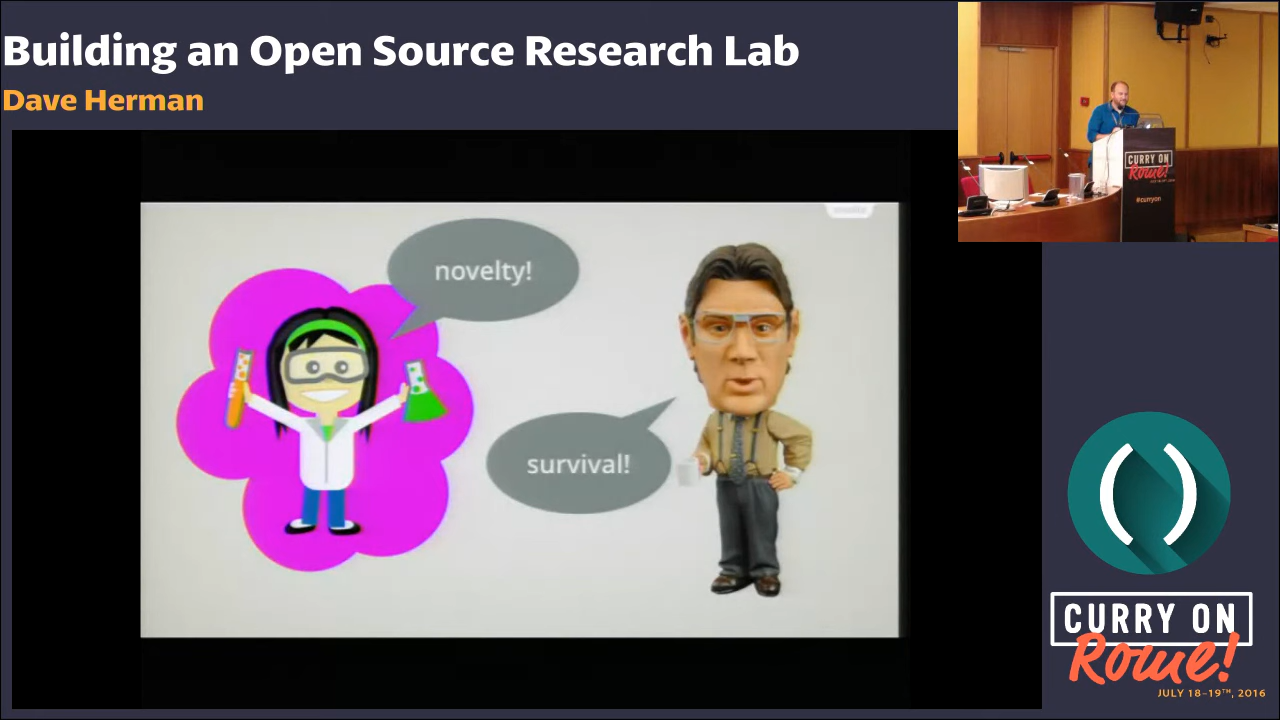 Building an Open Source Research Lab
Dave Herman
CURRY ON
Rome!
#curryon
novelty!
survival!
( )
CURRY ON
Rome!
JULY 18-19TH, 2016